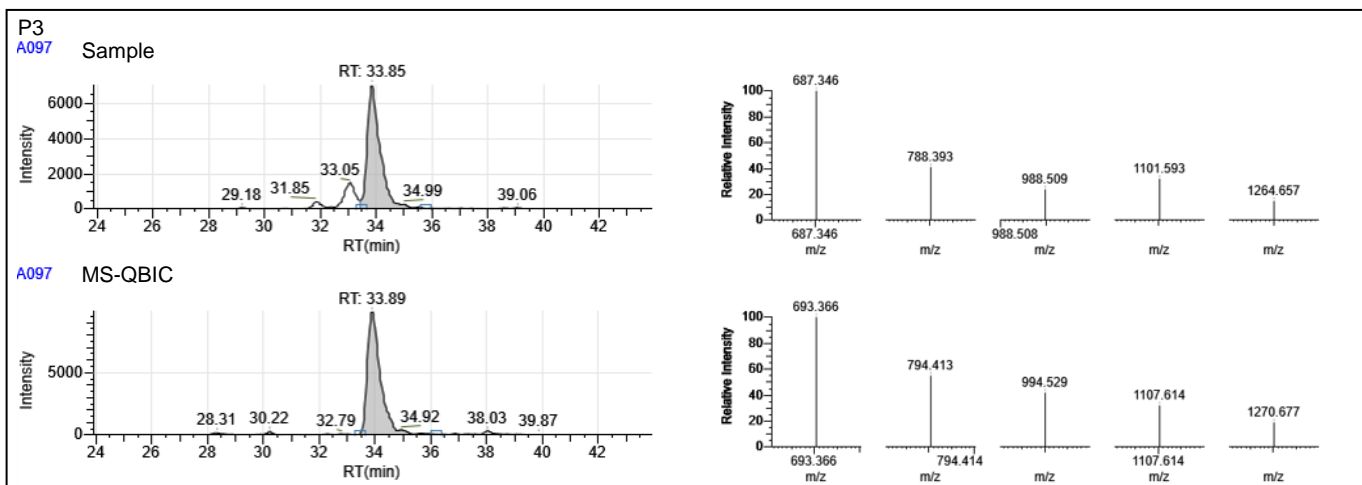 P3
A097 Sample
RT: 33.85
6000
4000
2000
0
Intensity
29.18 31.85 33.05 34.99 39.06
24 26 28 30 32 34 36 38 40 42
RT(min)
687.346
788.393
988.509
1101.593
1264.657
100
80
60
40
20
0
Relative Intensity
687.346 988.508
m/z m/z m/z m/z m/z
A097 MS-QBIC
RT: 33.89
5000
0
Intensity
28.31 30.22 32.79 34.92 38.03 39.87
24 26 28 30 32 34 36 38 40 42
RT(min)
693.366
794.413
994.529
1107.614
1270.677
100
80
60
40
20
0
Relative Intensity
693.366 794.414 1107.614
m/z m/z m/z m/z m/z